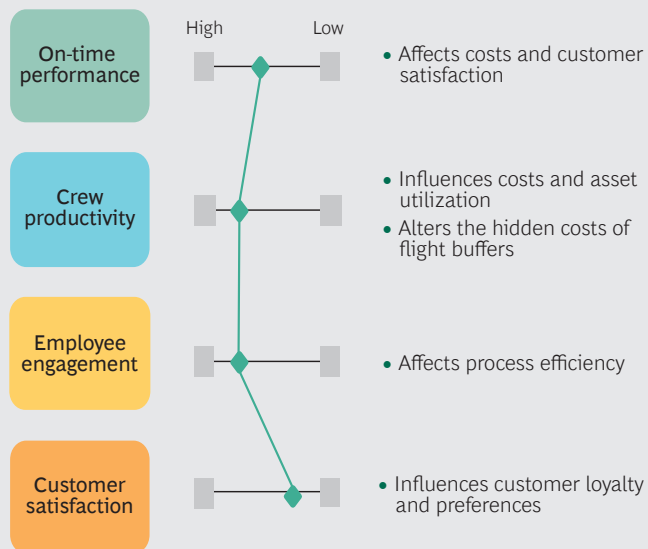 High
Low
On-time
performance
• Affects costs and customer
satisfaction
Crew
productivity
• Influences costs and asset
utilization
• Alters the hidden costs of
flight buffers
Employee
engagement
• Affects process efficiency
Customer
satisfaction
• Influences customer loyalty
and preferences